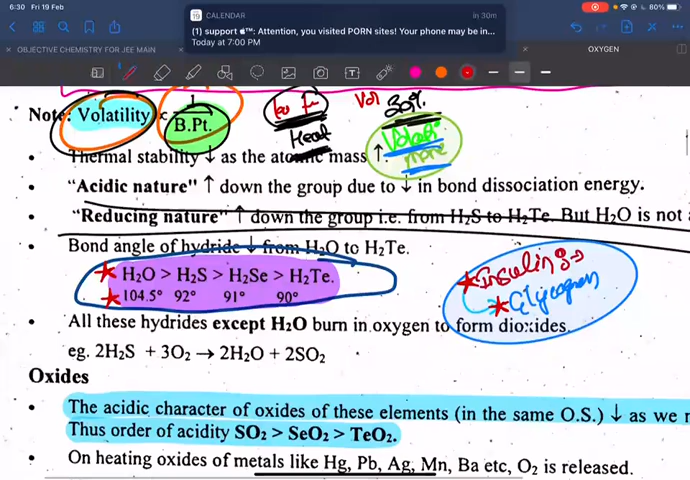 6:30 Fri 19 Feb
80%
CALENDAR
in 30m
19
(1) support : Attention, you visited PORN sites! Your phone may be in...
Today at 7:00 PM
OBJECTIVE CHEMISTRY FOR JEE MAIN
OXYGEN
Note: Volatility ∝ 1
B.Pt.
Vol 30%
Heat
more
• Thermal stability ↓ as the atomic mass ↑.
• "Acidic nature" ↑ down the group due to ↓ in bond dissociation energy.
• "Reducing nature" ↑ down the group i.e. from H₂S to H₂Te. But H₂O is not
• Bond angle of hydride ↓ from H₂O to H₂Te.
H₂O > H₂S > H₂Se > H₂Te.
104.5° 92° 91° 90°
Insuling→
Glycogen
• All these hydrides except H₂O burn in oxygen to form dioxides.
eg. 2H₂S + 3O₂ → 2H₂O + 2SO₂
Oxides
• The acidic character of oxides of these elements (in the same O.S.) ↓ as we
Thus order of acidity SO₂ > SeO₂ > TeO₂.
• On heating oxides of metals like Hg, Pb, Ag, Mn, Ba etc, O₂ is released.